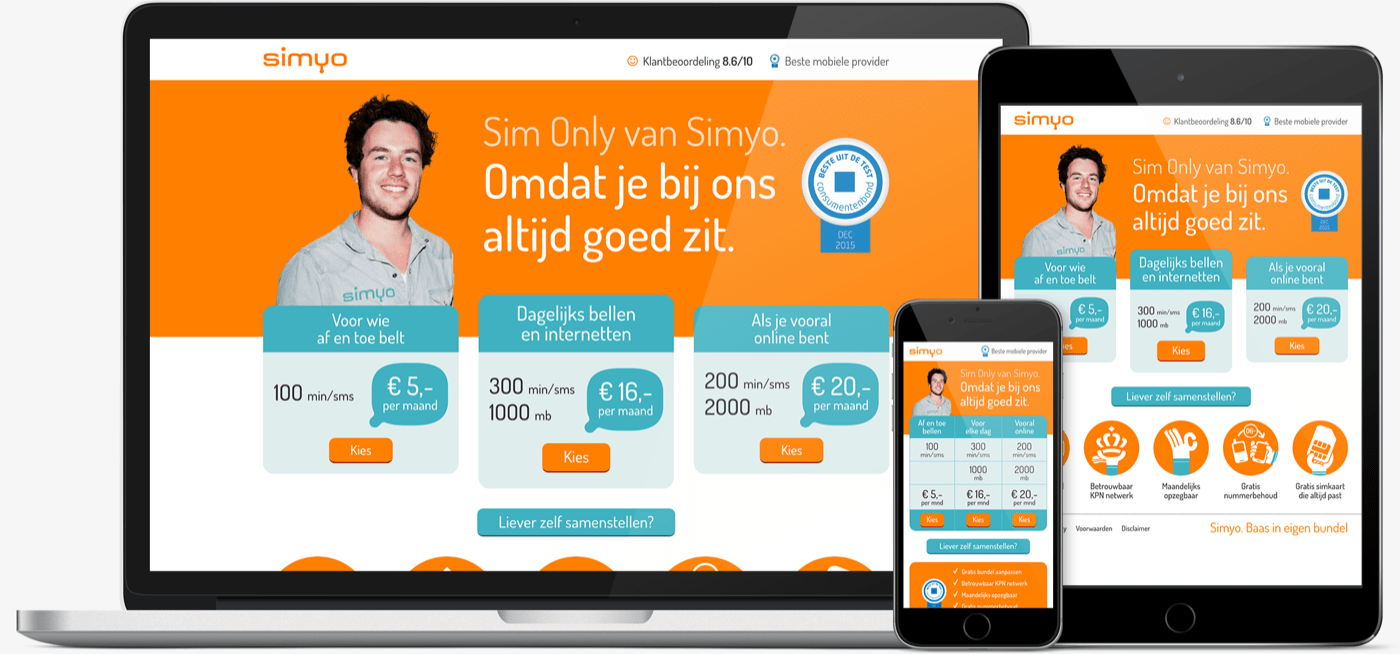 simyo
Klantbeoordeling 8.6/10
Beste mobiele provider
Sim Only van Simyo.
Omdat je bij ons
altijd goed zit.
BESTE UIT DE TEST
consumentenbond
DEC
2015
simyo
Voor wie
af en toe belt
100 min/sms
€ 5,-
per maand
Kies
Dagelijks bellen
en internetten
300 min/sms
1000 mb
€ 16,-
per maand
Kies
Als je vooral
online bent
200 min/sms
2000 mb
€ 20,-
per maand
Kies
Liever zelf samenstellen?
simyo
Klantbeoordeling 8.6/10
Beste mobiele provider
Sim Only van Simyo.
Omdat je bij ons
altijd goed zit.
BESTE UIT DE TEST
consumentenbond
DEC
2015
simyo
Voor wie
af en toe belt
€ 5,-
per maand
Dagelijks bellen
en internetten
300 min/sms
1000 mb
€ 16,-
per maand
Kies
Als je vooral
online bent
200 min/sms
2000 mb
€ 20,-
per maand
Kies
Liever zelf samenstellen?
06-
Betrouwbaar
KPN netwerk
Maandelijks
opzegbaar
Gratis
nummerbehoud
Gratis simkaart
die altijd past
Voorwaarden
Disclaimer
Simyo. Baas in eigen bundel
simyo
Beste mobiele provider
Sim Only van Simyo.
Omdat je bij ons
altijd goed zit.
Af en toe
bellen
Voor
elke dag
Vooral
online
100
min/sms
300
min/sms
200
min/sms
1000
mb
2000
mb
€ 5,-
per mnd
€ 16,-
per mnd
€ 20,-
per mnd
Kies
Kies
Kies
Liever zelf samenstellen?
✓ Gratis bundel aanpassen
✓ Betrouwbaar KPN netwerk
✓ Maandelijks opzegbaar
✓ Gratis nummerbehoud